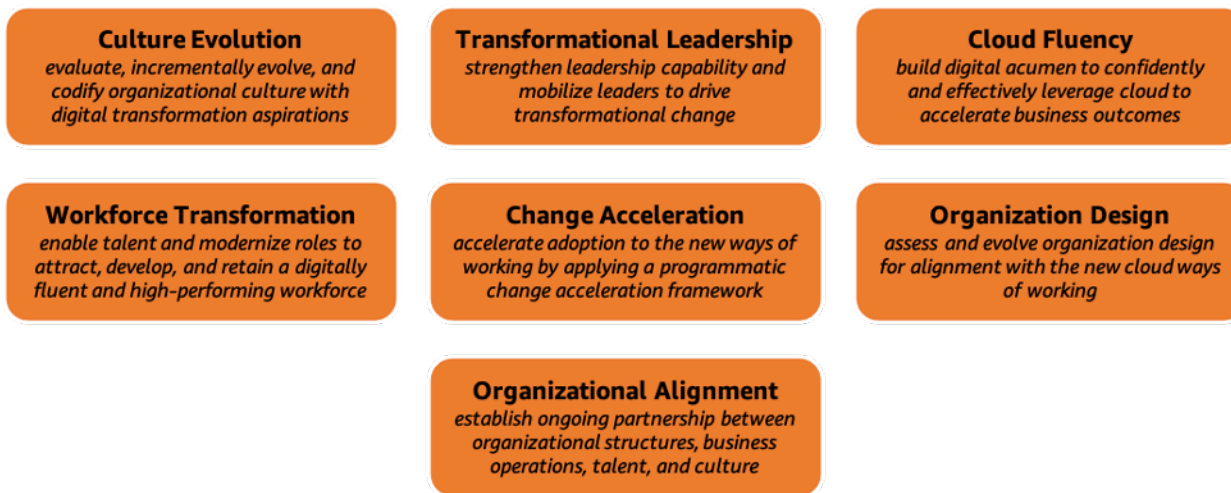 Culture Evolution
evaluate, incrementally evolve, and
codify organizational culture with
digital transformation aspirations
Transformational Leadership
strengthen leadership capability and
mobilize leaders to drive
transformational change
Cloud Fluency
build digital acumen to confidently
and effectively leverage cloud to
accelerate business outcomes
Workforce Transformation
enable talent and modernize roles to
attract, develop, and retain a digitally
fluent and high-performing workforce
Change Acceleration
accelerate adoption to the new ways of
working by applying a programmatic
change acceleration framework
Organization Design
assess and evolve organization design
for alignment with the new cloud ways
of working
Organizational Alignment
establish ongoing partnership between
organizational structures, business
operations, talent, and culture